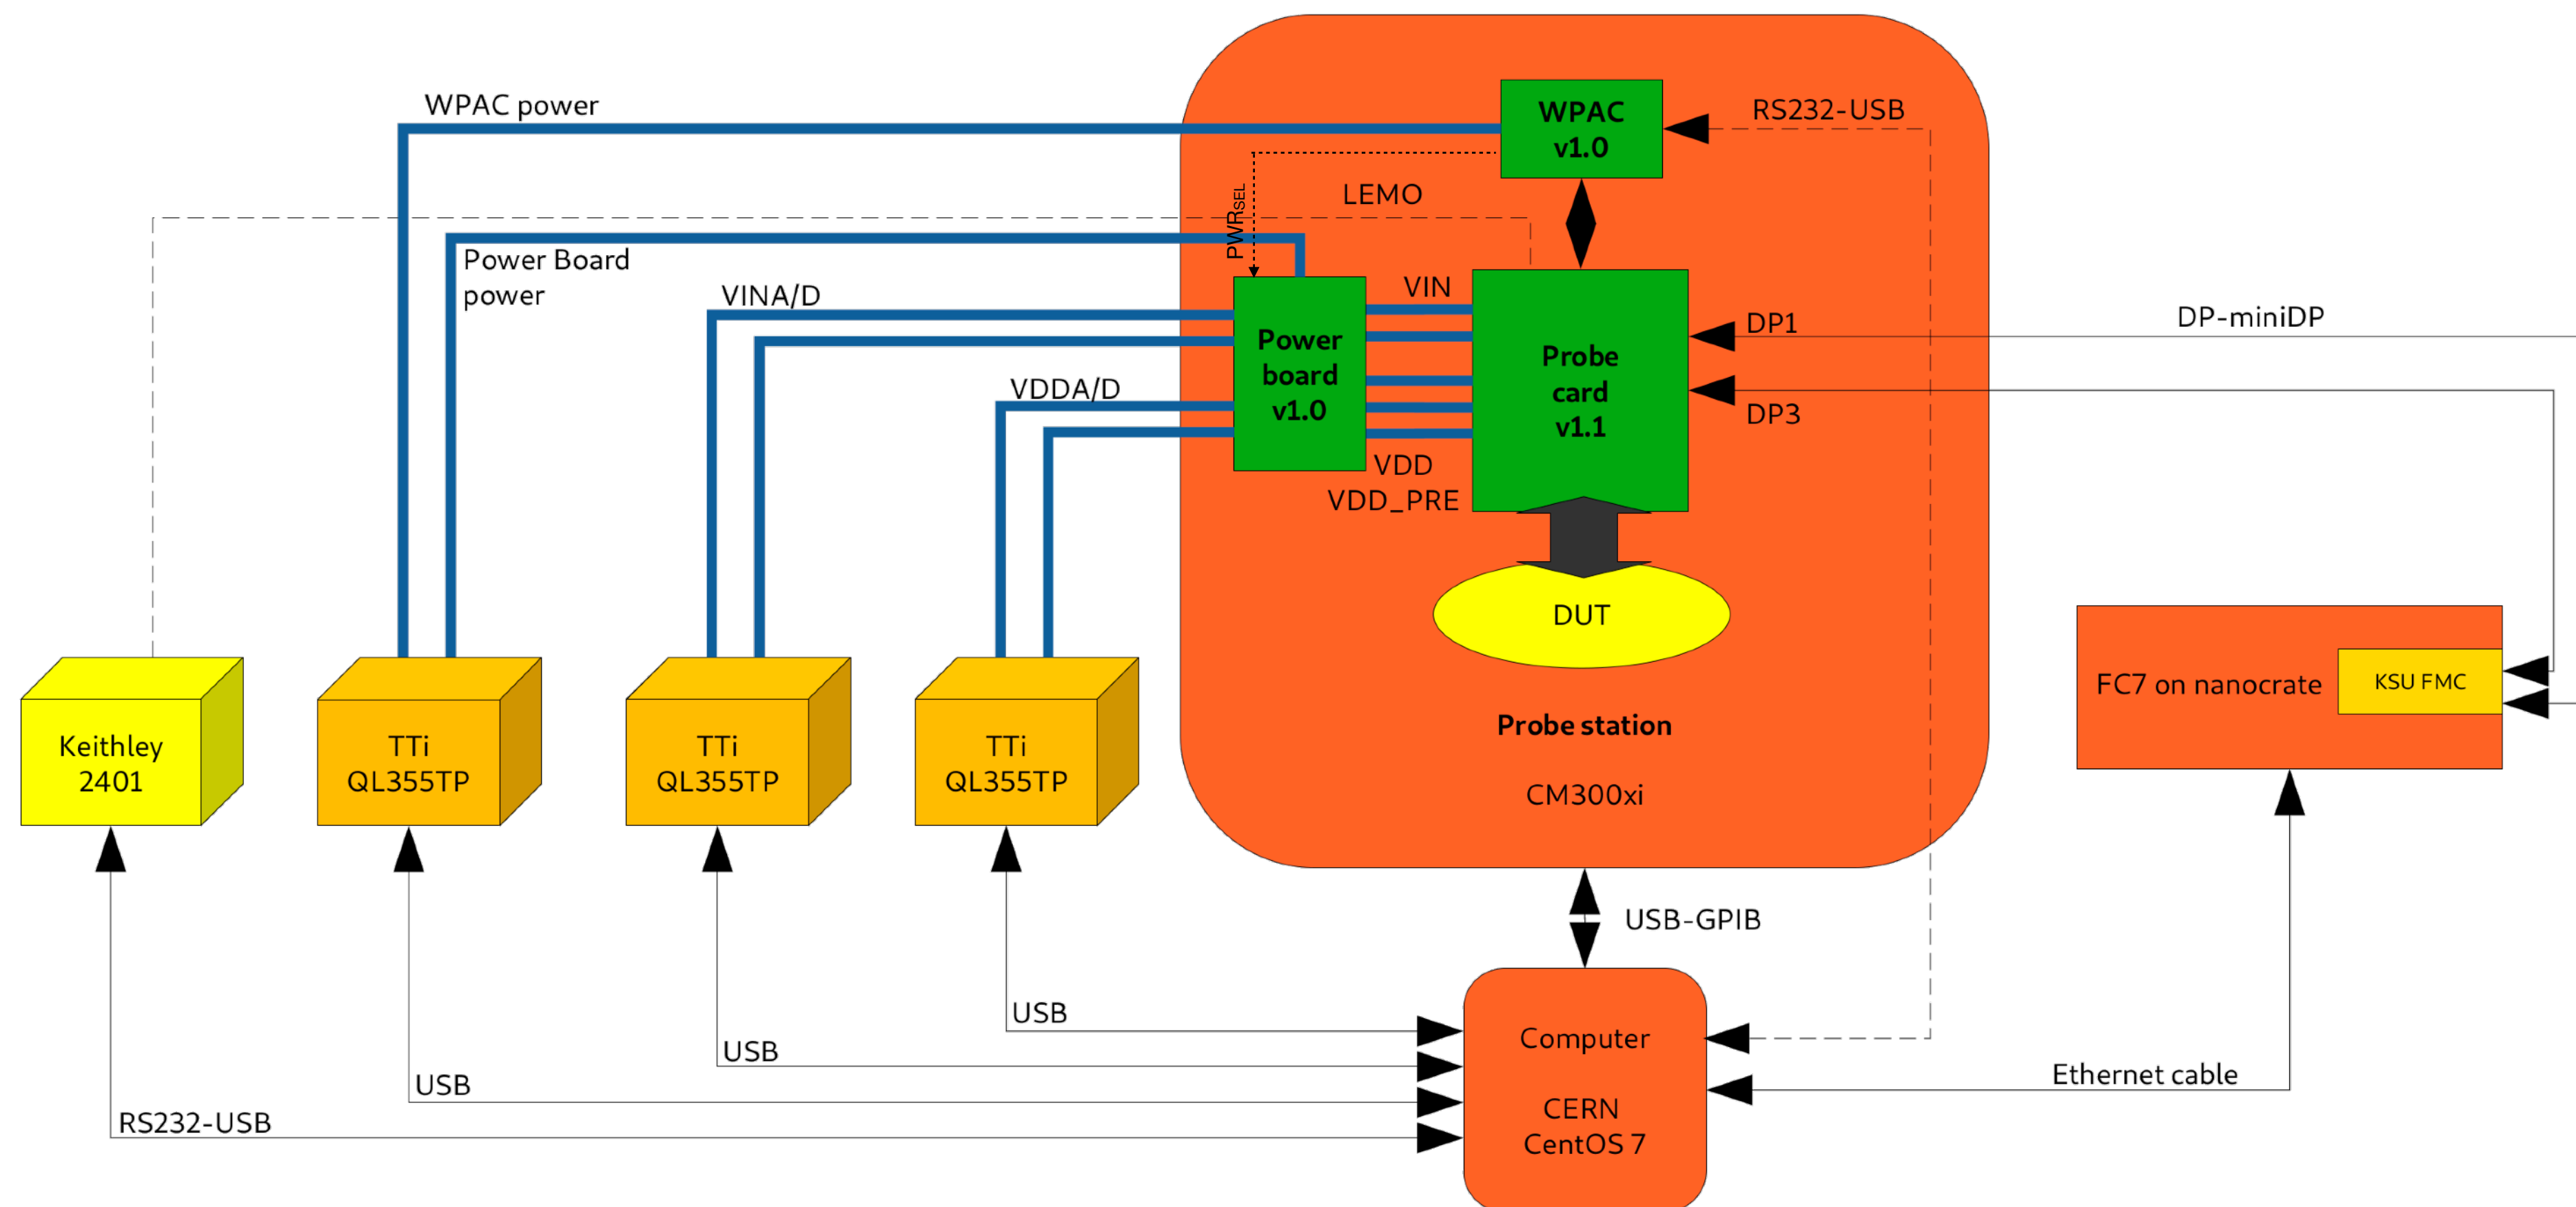 WPAC power
WPAC
v1.0
RS232-USB
PWRSEL
LEMO
Power Board
power
VINA/D
VIN
VDDA/D
Power
board
v1.0
Probe
card
v1.1
DP1
DP3
DP-miniDP
VDD
VDD_PRE
DUT
Probe station
CM300xi
FC7 on nanocrate
KSU FMC
Keithley
2401
TTi
QL355TP
TTi
QL355TP
TTi
QL355TP
USB-GPIB
USB
USB
USB
RS232-USB
Computer
CERN
CentOS 7
Ethernet cable